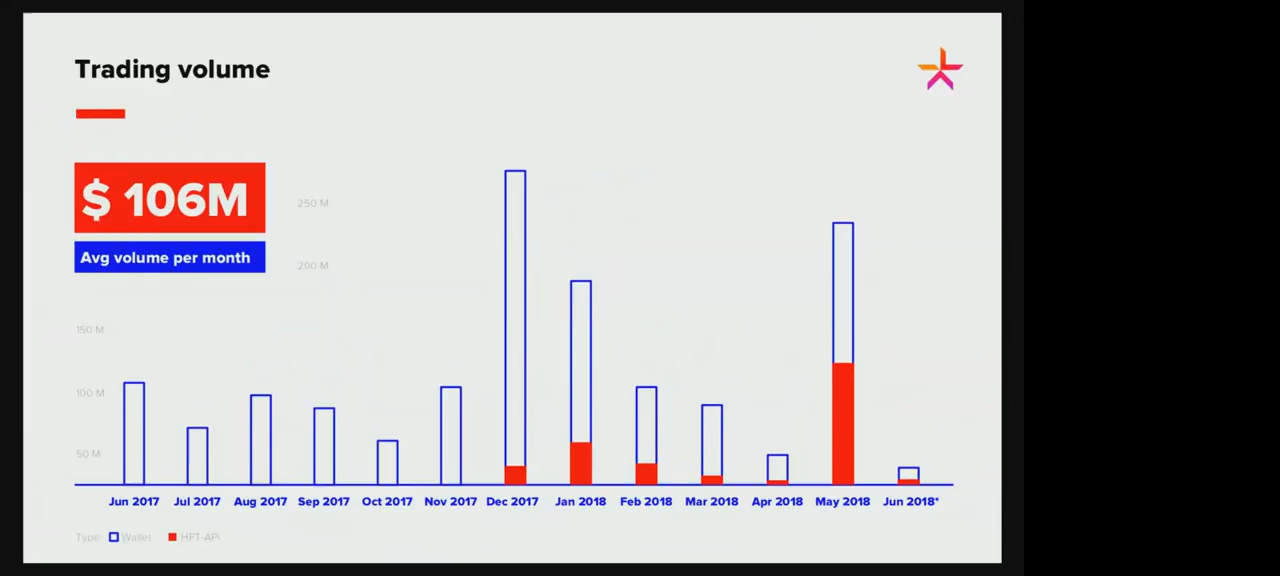 Trading volume
$ 106M
Avg volume per month
250 M
200 M
150 M
100 M
50 M
Jun 2017 Jul 2017 Aug 2017 Sep 2017 Oct 2017 Nov 2017 Dec 2017 Jan 2018 Feb 2018 Mar 2018 Apr 2018 May 2018 Jun 2018*
Type: Wallet HFT-API